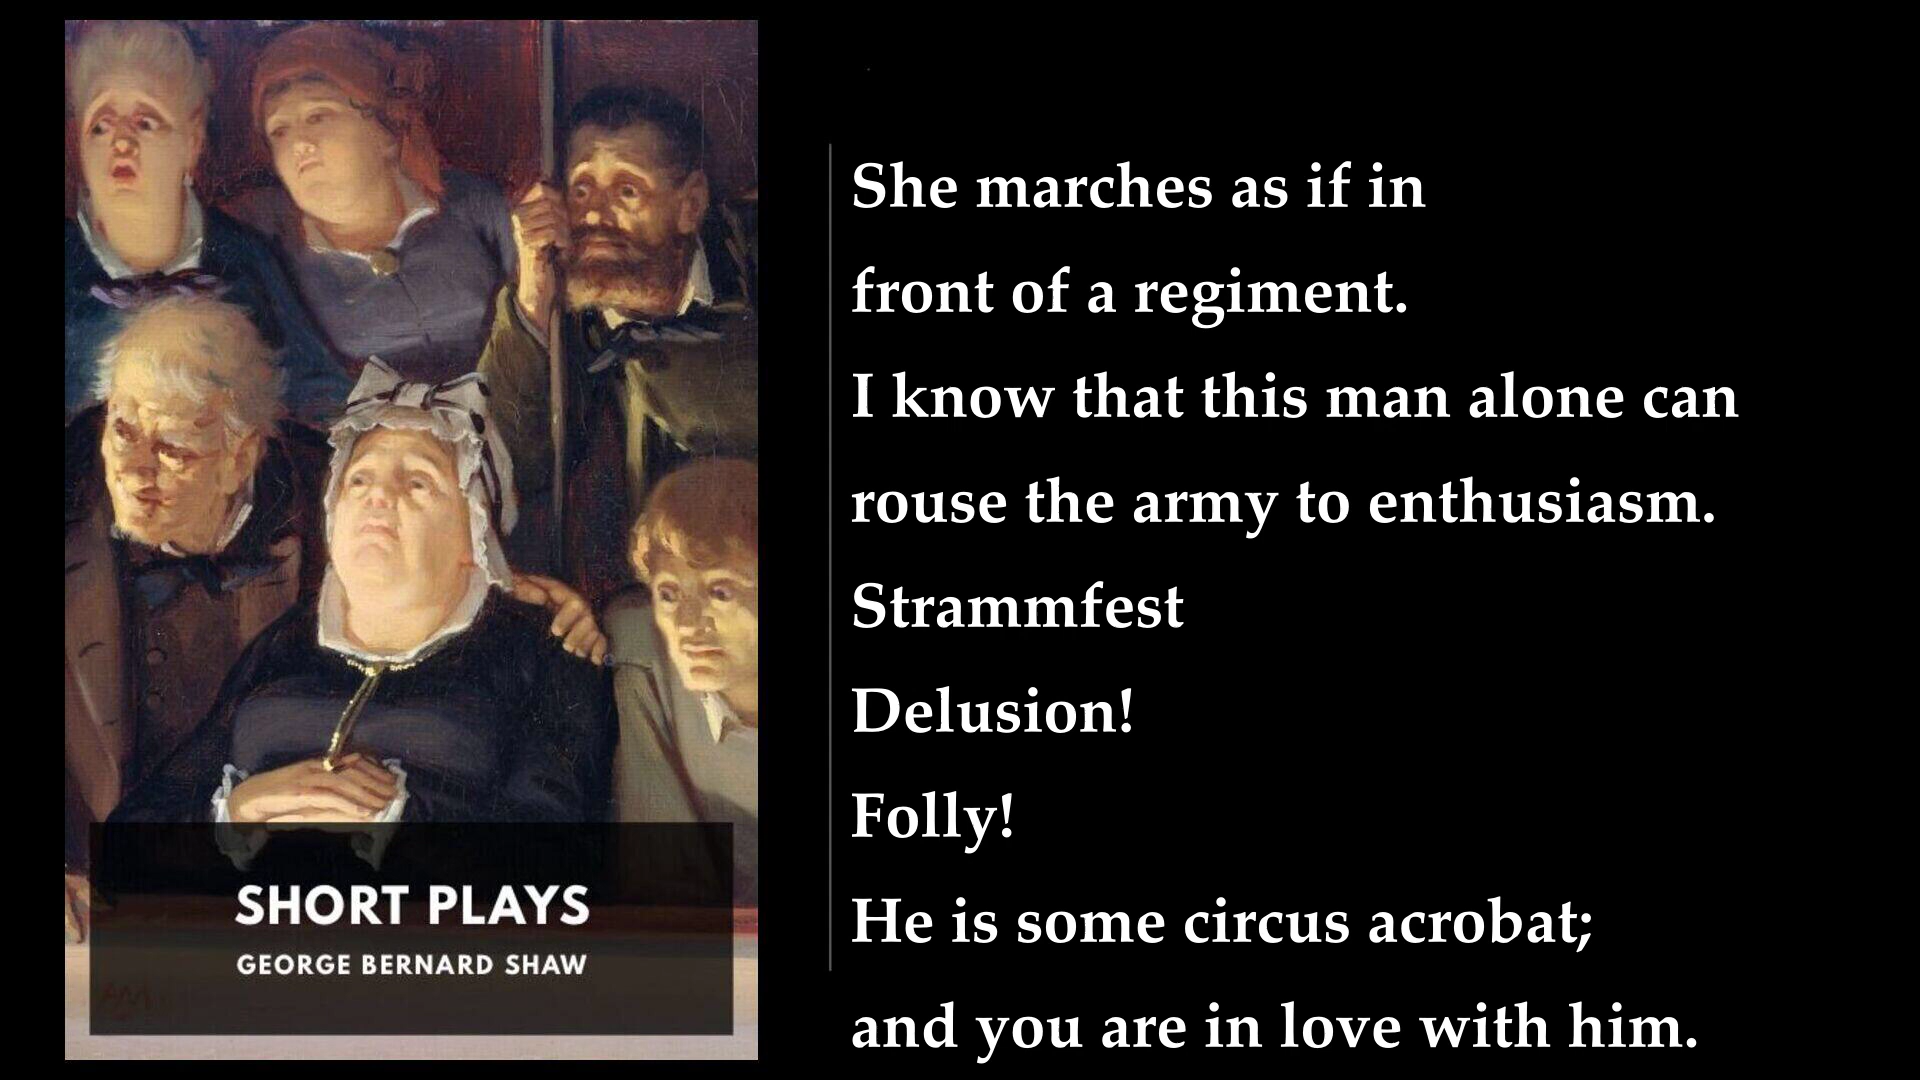 She marches as if in
front of a regiment.
I know that this man alone can
rouse the army to enthusiasm.
Strammfest
Delusion!
Folly!
He is some circus acrobat;
and you are in love with him.
SHORT PLAYS
GEORGE BERNARD SHAW